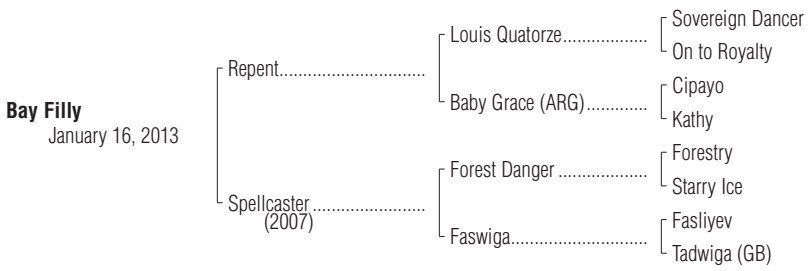 Sovereign Dancer
Louis Quatorze....................
On to Royalty
Repent..............................
Cipayo
Baby Grace (ARG)..............
Kathy
Bay Filly
January 16, 2013
Forestry
Forest Danger ....................
Starry Ice
Spellcaster.......................
(2007)
Fasliyev
Faswiga..............................
Tadwiga (GB)